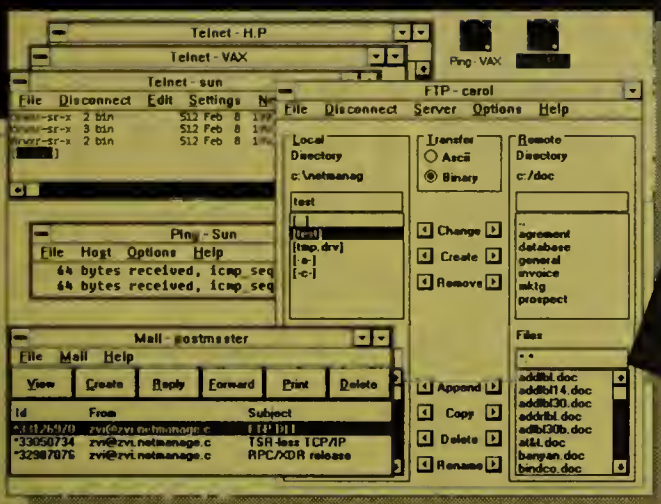 Telnet - H.P
Telnet - VAX
Telnet - sun
File Disconnect Edit Settings
2 bin 512 Feb 8
3 bin 512 Feb 8
2 bin 512 Feb 8
Ping - VAX
FTP - carol
File Disconnect Server Options Help
Local
Directory
c:\netmanag
test
[..]
[test]
[tmp.drv]
[-a-]
[-c-]
Transfer
Ascii
Binary
Change
Create
Remove
Remote
Directory
c:/doc
..
agrement
database
general
invoice
mktg
prospect
Files
*.*
addlbl.doc
addlbl14.doc
addlbl30.doc
addrlbl.doc
adlbl30b.doc
at&t.doc
banyan.doc
bindco.doc
Append
Copy
Delete
Rename
Ping - Sun
File Host Options Help
64 bytes received, icmp_seq
64 bytes received, icmp_seq
Mail - postmaster
File Mail Help
View Create Reply Forward Print Delete
Id From Subject
*33126970 zvi@zvi.netmanage.c FTP DLL
*33050734 zvi@zvi.netmanage.c TSR-less TCP/IP
*32987076 zvi@zvi.netmanage.c RPC/XDR release